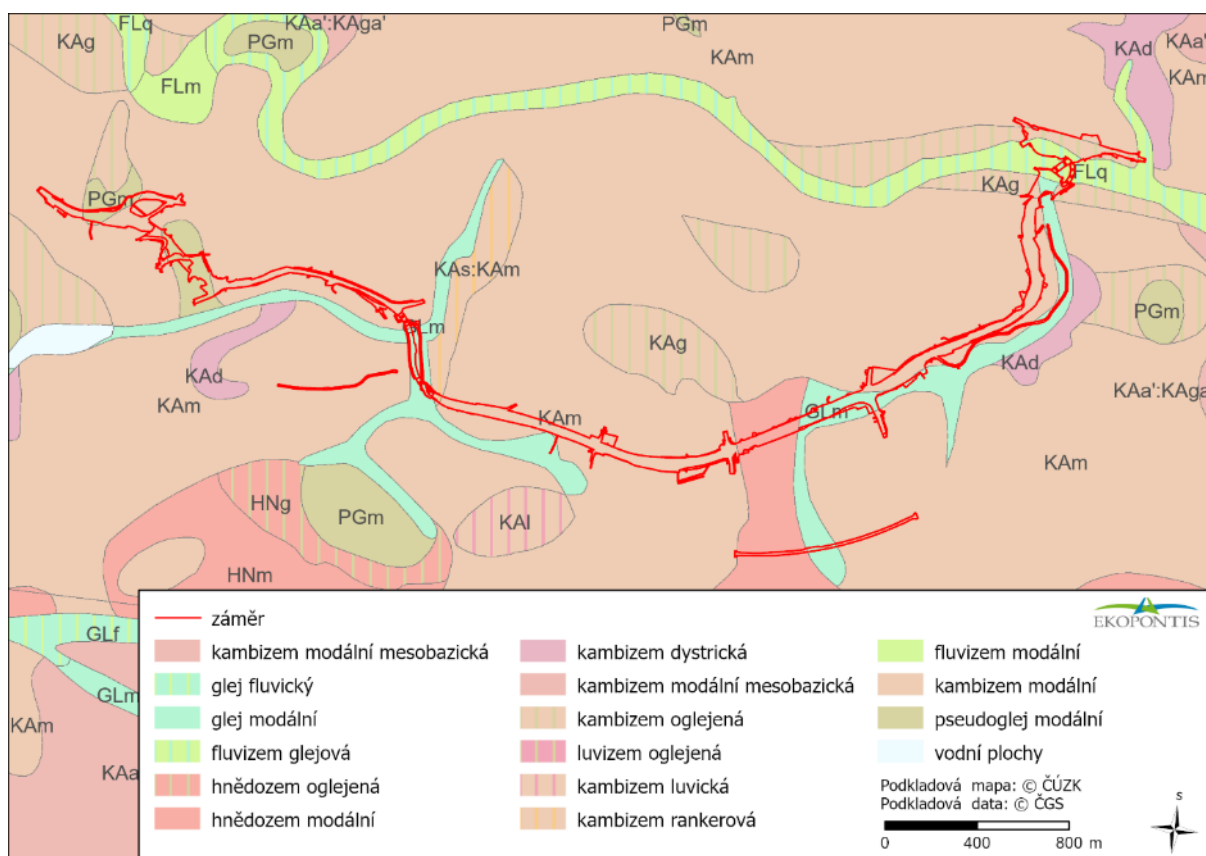 FLq
KAa':KAga'
PGm
KAg
PGm
KAm
KAd
KAa'
FLm
KAm
PGm
KAg
FLq
KAs:KAm
GLm
KAg
PGm
KAd
KAd
KAm
KAa':KAga
KAm
GLm
KAm
HNg
PGm
KAl
HNm
GLf
GLm
KAm
KAa
záměr
kambizem modální mesobazická
glej fluvický
glej modální
fluvizem glejová
hnědozem oglejená
hnědozem modální
kambizem dystrická
kambizem modální mesobazická
kambizem oglejená
luvizem oglejená
kambizem luvická
kambizem rankerová
EKOPONTIS
fluvizem modální
kambizem modální
pseudoglej modální
vodní plochy
Podkladová mapa: © ČÚZK
Podkladová data: © ČGS
0 400 800 m
S